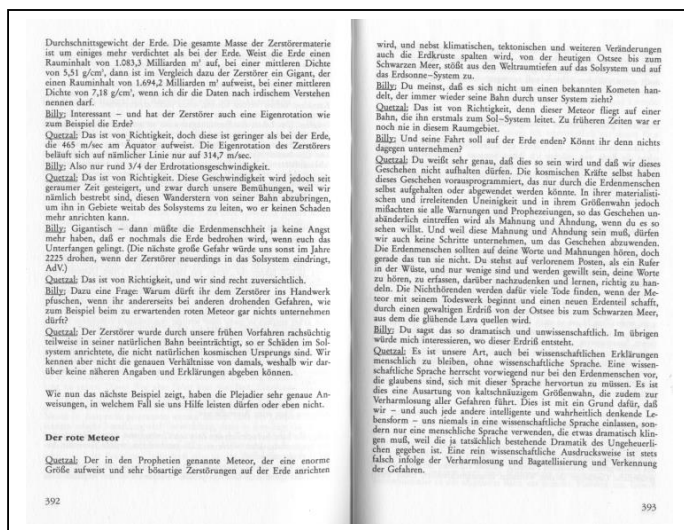 Durchschnittsgewicht der Erde. Die gesamte Masse der Zerstörermaterie
ist um einiges mehr verdichtet als bei der Erde. Weist die Erde einen
Rauminhalt von 1.083,3 Milliarden m³ auf, bei einer mittleren Dichte
von 5,51 g/cm³, dann ist im Vergleich dazu der Zerstörer ein Gigant, der
einen Rauminhalt von 1.694,2 Milliarden m³ aufweist, bei einer mittleren
Dichte von 7,18 g/cm³, wenn ich dir die Daten nach irdischem Verstehen
nennen darf.
Billy: Interessant – und hat der Zerstörer auch eine Eigenrotation wie
zum Beispiel die Erde?
Quetzal: Das ist von Richtigkeit, doch diese ist geringer als bei der Erde,
die 465 m/sec am Äquator aufweist. Die Eigenrotation des Zerstörers
beläuft sich auf nämlicher Linie nur auf 314,7 m/sec.
Billy: Also nur rund 3/4 der Erdrotationsgeschwindigkeit.
Quetzal: Das ist von Richtigkeit. Diese Geschwindigkeit wird jedoch seit
geraumer Zeit gesteigert, und zwar durch unsere Bemühungen, weil wir
nämlich bestrebt sind, diesen Wanderstern von seiner Bahn abzubringen,
um ihn in Gebiete weitab des Solsystems zu leiten, wo er keinen Schaden
mehr anrichten kann.
Billy: Gigantisch – dann müßte die Erdenmenschheit ja keine Angst
mehr haben, daß er nochmals die Erde bedrohen wird, wenn euch das
Unterfangen gelingt. (Die nächste große Gefahr würde uns sonst im Jahre
2225 drohen, wenn der Zerstörer neuerdings in das Solsystem eindringt,
AdV.)
Quetzal: Das ist von Richtigkeit, und wir sind recht zuversichtlich.
Billy: Dazu eine Frage: Warum dürft ihr dem Zerstörer ins Handwerk
pfuschen, wenn ihr andererseits bei anderen drohenden Gefahren, wie
zum Beispiel beim zu erwartenden roten Meteor gar nichts unternehmen
dürft?
Quetzal: Der Zerstörer wurde durch unsere frühen Vorfahren rachsüchtig
teilweise in seiner natürlichen Bahn beeinträchtigt, so er Schäden im Sol-
system anrichtete, die nicht natürlichen kosmischen Ursprungs sind. Wir
kennen aber nicht die genauen Verhältnisse von damals, weshalb wir dar-
über keine näheren Angaben und Erklärungen abgeben können.
Wie nun das nächste Beispiel zeigt, haben die Plejadier sehr genaue An-
weisungen, in welchem Fall sie uns Hilfe leisten dürfen oder eben nicht.
Der rote Meteor
Quetzal: Der in den Prophetien genannte Meteor, der eine enorme
Größe aufweist und sehr bösartige Zerstörungen auf der Erde anrichten
392
wird, und nebst klimatischen, tektonischen und weiteren Veränderungen
auch die Erdkruste spalten wird, von der heutigen Ostsee bis zum
Schwarzen Meer, stößt aus den Weltraumtiefen auf das Solsystem und auf
das Erdsonne-System zu.
Billy: Du meinst, daß es sich nicht um einen bekannten Kometen han-
delt, der immer wieder seine Bahn durch unser System zieht?
Quetzal: Das ist von Richtigkeit, denn dieser Meteor fliegt auf einer
Bahn, die ihn erstmals zum Sol-System leitet. Zu früheren Zeiten war er
noch nie in diesem Raumgebiet.
Billy: Und seine Fahrt soll auf der Erde enden? Könnt ihr denn nichts
dagegen unternehmen?
Quetzal: Du weißt sehr genau, daß dies so sein wird und daß wir dieses
Geschehen nicht aufhalten dürfen. Die kosmischen Kräfte selbst haben
dieses Geschehen vorausprogrammiert, das nur durch die Erdenmenschen
selbst aufgehalten oder abgewendet werden könnte. In ihrer materialisti-
schen und irreleitenden Uneinigkeit und in ihrem Größenwahn jedoch
mißachten sie alle Warnungen und Prophezeiungen, so das Geschehen un-
abänderlich eintreffen wird als Mahnung und Ahndung, wenn du es so
sehen willst. Und weil diese Mahnung und Ahndung sein muß, dürfen
wir auch keine Schritte unternehmen, um das Geschehen abzuwenden.
Die Erdenmenschen sollten auf deine Worte und Mahnungen hören, doch
gerade das tun sie nicht. Du stehst auf verlorenem Posten, als ein Rufer
in der Wüste, und nur wenige sind und werden gewillt sein, deine Worte
zu hören, zu erfassen, darüber nachzudenken und lernen, richtig zu han-
deln. Die Nichthörenden werden dafür viele Tode finden, wenn der Me-
teor mit seinem Todeswerk beginnt und einen neuen Erdenteil schafft,
durch einen gewaltigen Erdriß von der Ostsee bis zum Schwarzen Meer,
aus dem die glühende Lava quellen wird.
Billy: Du sagst das so dramatisch und unwissenschaftlich. Im übrigen
würde mich interessieren, wo dieser Erdriß entsteht.
Quetzal: Es ist unsere Art, auch bei wissenschaftlichen Erklärungen
menschlich zu bleiben, ohne wissenschaftliche Sprache. Eine wissen-
schaftliche Sprache herrscht vorwiegend nur bei den Erdenmenschen vor,
die glaubens sind, sich mit dieser Sprache hervortun zu müssen. Es ist
dies eine Ausartung von kaltschnäuzigem Größenwahn, die zudem zur
Verharmlosung aller Gefahren führt. Dies ist mit ein Grund dafür, daß
wir – und auch jede andere intelligente und wahrheitlich denkende Le-
bensform – uns niemals in eine wissenschaftliche Sprache einlassen, son-
dern nur eine menschliche Sprache verwenden, die etwas dramatisch klin-
gen muß, weil die ja tatsächlich bestehende Dramatik des Ungeheuerli-
chen gegeben ist. Eine rein wissenschaftliche Ausdrucksweise ist stets
falsch infolge der Verharmlosung und Bagatellisierung und Verkennung
der Gefahren.
393